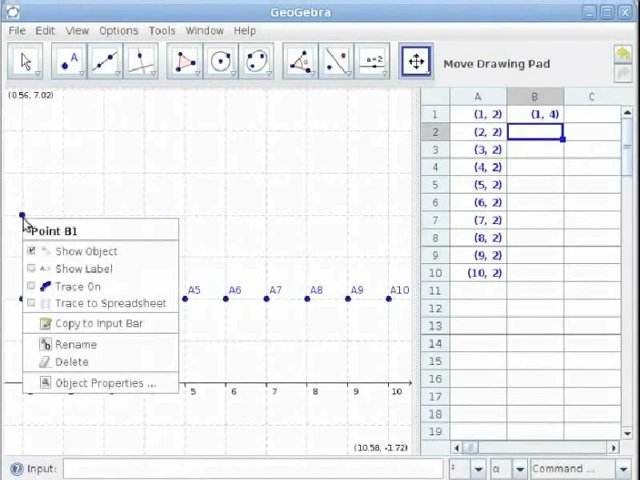 GeoGebra
File Edit View Options Tools Window Help
A
a=2
Move Drawing Pad
(0.56, 7.02)
A B C
1 (1, 2) (1, 4)
2 (2, 2)
3 (3, 2)
4 (4, 2)
5 (5, 2)
6 (6, 2)
7 (7, 2)
8 (8, 2)
9 (9, 2)
10 (10, 2)
11
12
13
14
15
16
17
18
19
Point B1
Show Object
Show Label
Trace On
Trace to Spreadsheet
Copy to Input Bar
Rename
Delete
Object Properties ...
A5 A6 A7 A8 A9 A10
5 6 7 8 9 10
(10.58, -1.72)
Input: ² α Command ...